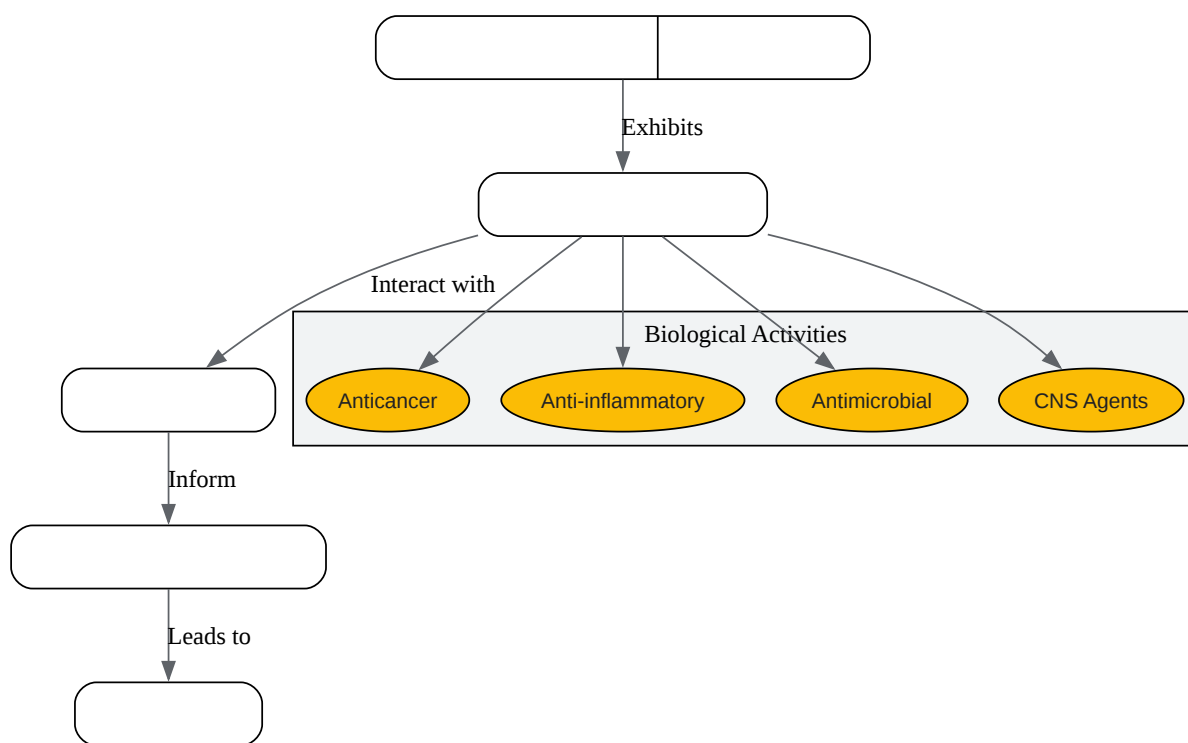 Exhibits
Interact with
Biological Activities
Anticancer
Anti-inflammatory
Antimicrobial
CNS Agents
Inform
Leads to